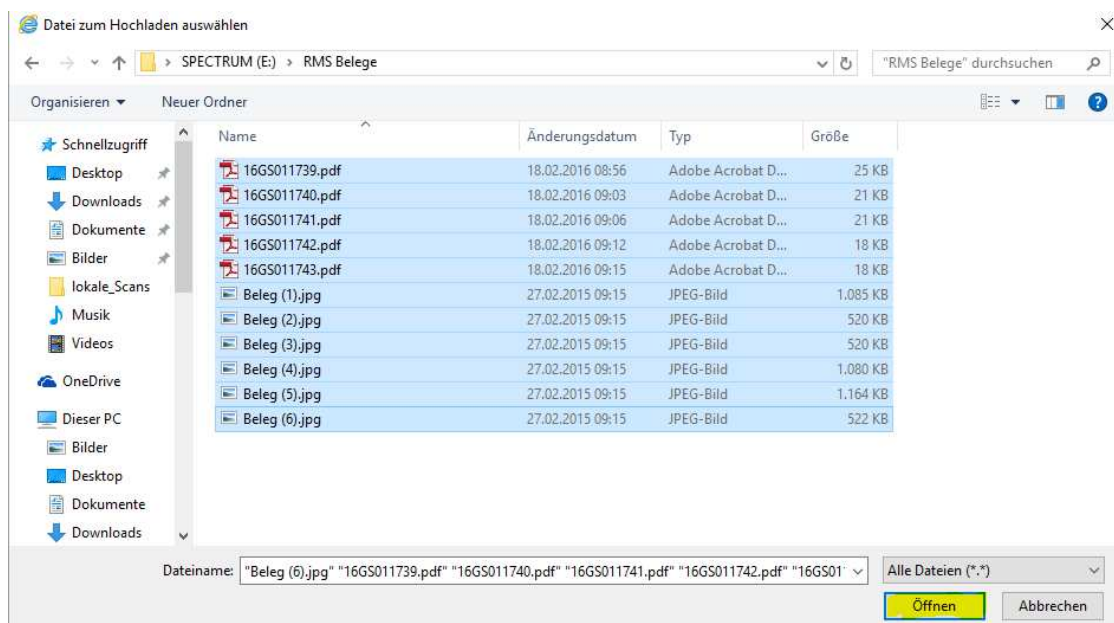 Datei zum Hochladen auswählen
SPECTRUM (E:) > RMS Belege
"RMS Belege" durchsuchen
Organisieren Neuer Ordner
Name Änderungsdatum Typ Größe
Schnellzugriff
Desktop
Downloads
Dokumente
Bilder
lokale_Scans
Musik
Videos
OneDrive
Dieser PC
Bilder
Desktop
Dokumente
Downloads
16GS011739.pdf 18.02.2016 08:56 Adobe Acrobat D... 25 KB
16GS011740.pdf 18.02.2016 09:03 Adobe Acrobat D... 21 KB
16GS011741.pdf 18.02.2016 09:06 Adobe Acrobat D... 21 KB
16GS011742.pdf 18.02.2016 09:12 Adobe Acrobat D... 18 KB
16GS011743.pdf 18.02.2016 09:15 Adobe Acrobat D... 18 KB
Beleg (1).jpg 27.02.2015 09:15 JPEG-Bild 1.085 KB
Beleg (2).jpg 27.02.2015 09:15 JPEG-Bild 520 KB
Beleg (3).jpg 27.02.2015 09:15 JPEG-Bild 520 KB
Beleg (4).jpg 27.02.2015 09:15 JPEG-Bild 1.080 KB
Beleg (5).jpg 27.02.2015 09:15 JPEG-Bild 1.164 KB
Beleg (6).jpg 27.02.2015 09:15 JPEG-Bild 522 KB
Dateiname: "Beleg (6).jpg" "16GS011739.pdf" "16GS011740.pdf" "16GS011741.pdf" "16GS011742.pdf" "16GS01
Alle Dateien (*.*)
Öffnen Abbrechen